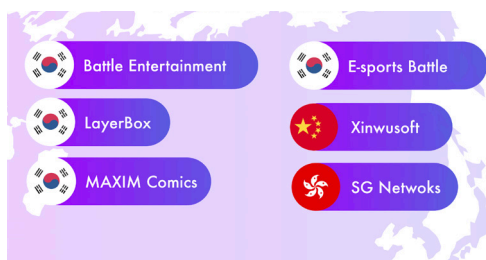 Battle Entertainment
E-sports Battle
LayerBox
Xinwusoft
MAXIM Comics
SG Netwoks